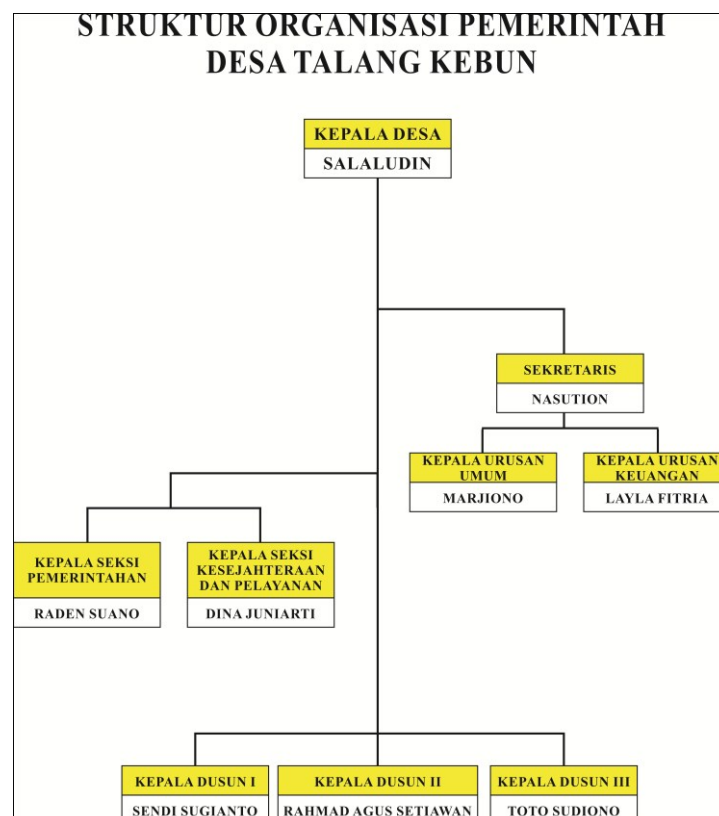 STRUKTUR ORGANISASI PEMERINTAH
DESA TALANG KEBUN
KEPALA DESA
SALALUDIN
SEKRETARIS
NASUTION
KEPALA URUSAN
UMUM
MARJIONO
KEPALA URUSAN
KEUANGAN
LAYLA FITRIA
KEPALA SEKSI
PEMERINTAHAN
RADEN SUANO
KEPALA SEKSI
KESEJAHTERAAN
DAN PELAYANAN
DINA JUNIARTI
KEPALA DUSUN I
SENDI SUGIANTO
KEPALA DUSUN II
RAHMAD AGUS SETIAWAN
KEPALA DUSUN III
TOTO SUDIONO